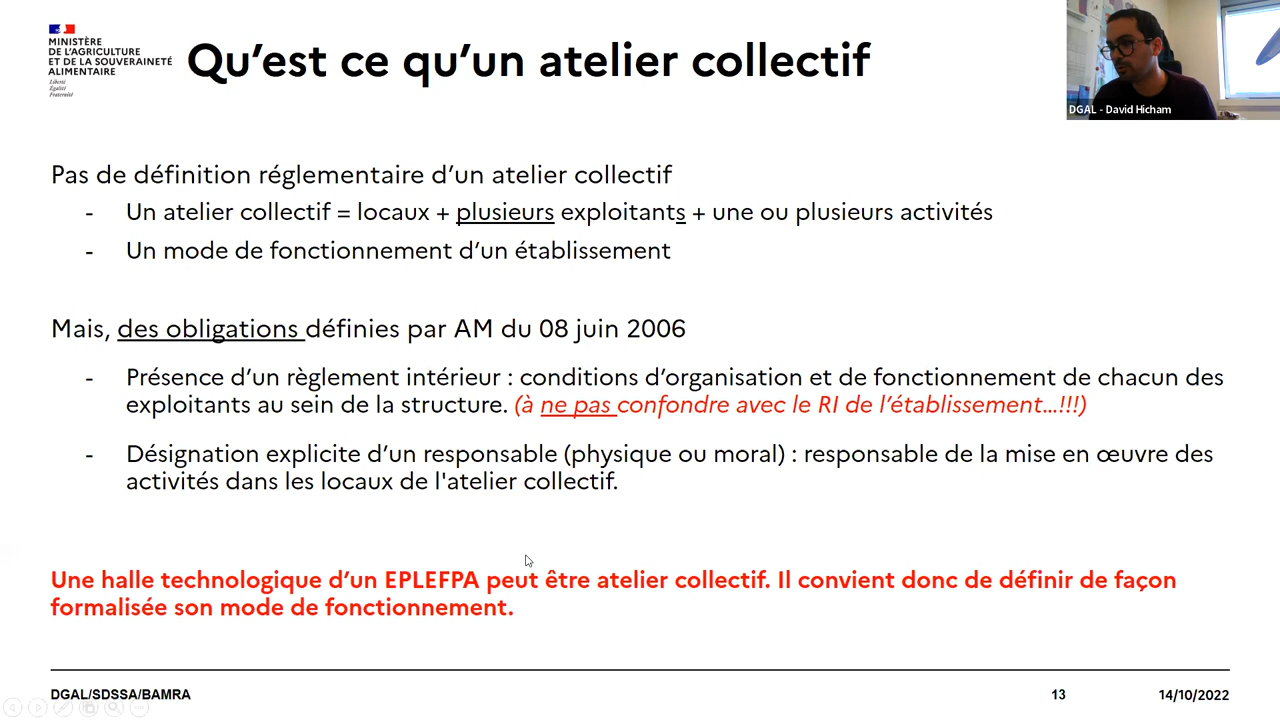 MINISTÈRE
DE L'AGRICULTURE
ET DE LA SOUVERAINETÉ
ALIMENTAIRE
Liberté
Égalité
Fraternité
Qu'est ce qu'un atelier collectif
DGAL - David Hicham
Pas de définition réglementaire d'un atelier collectif
- Un atelier collectif = locaux + plusieurs exploitants + une ou plusieurs activités
- Un mode de fonctionnement d'un établissement
Mais, des obligations définies par AM du 08 juin 2006
- Présence d'un règlement intérieur : conditions d'organisation et de fonctionnement de chacun des
exploitants au sein de la structure. (à ne pas confondre avec le RI de l'établissement…!!!)
- Désignation explicite d'un responsable (physique ou moral) : responsable de la mise en œuvre des
activités dans les locaux de l'atelier collectif.
Une halle technologique d'un EPLEFPA peut être atelier collectif. Il convient donc de définir de façon
formalisée son mode de fonctionnement.
DGAL/SDSSA/BAMRA
13
14/10/2022